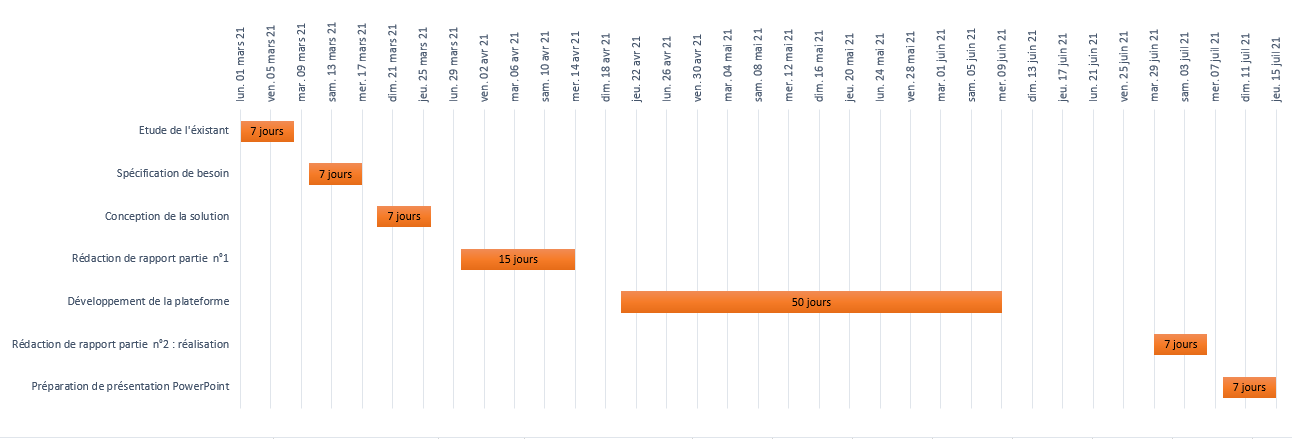 lun. 01 mars 21
ven. 05 mars 21
mar. 09 mars 21
sam. 13 mars 21
mer. 17 mars 21
dim. 21 mars 21
jeu. 25 mars 21
lun. 29 mars 21
ven. 02 avr 21
mar. 06 avr 21
sam. 10 avr 21
mer. 14 avr 21
dim. 18 avr 21
jeu. 22 avr 21
lun. 26 avr 21
ven. 30 avr 21
mar. 04 mai 21
sam. 08 mai 21
mer. 12 mai 21
dim. 16 mai 21
jeu. 20 mai 21
lun. 24 mai 21
ven. 28 mai 21
mar. 01 juin 21
sam. 05 juin 21
mer. 09 juin 21
dim. 13 juin 21
jeu. 17 juin 21
lun. 21 juin 21
ven. 25 juin 21
mar. 29 juin 21
sam. 03 juil 21
mer. 07 juil 21
dim. 11 juil 21
jeu. 15 juil 21
Etude de l'éxistant
7 jours
Spécification de besoin
7 jours
Conception de la solution
7 jours
Rédaction de rapport partie n°1
15 jours
Développement de la plateforme
50 jours
Rédaction de rapport partie n°2 : réalisation
7 jours
Préparation de présentation PowerPoint
7 jours